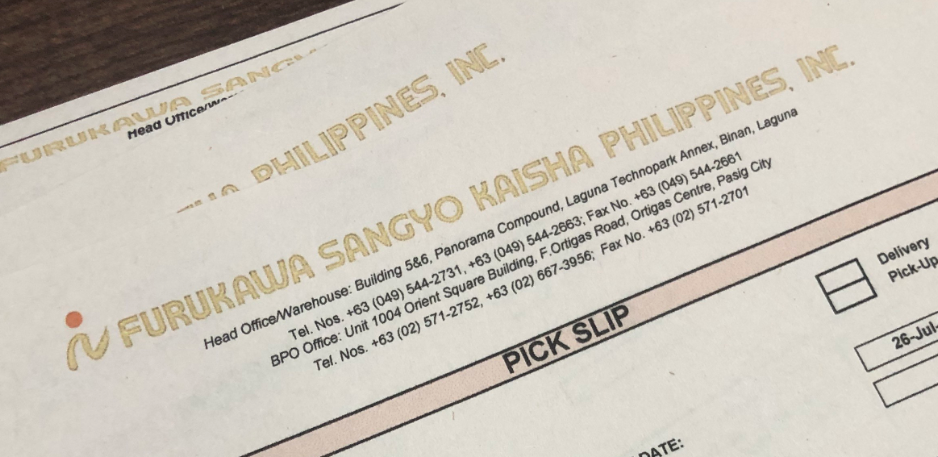 FURUKAWA SANGY
Head Office/W
PHILIPPINES, INC.
FURUKAWA SANGYO KAISHA PHILIPPINES, INC.
Head Office/Warehouse: Building 5&6, Panorama Compound, Laguna Technopark Annex, Binan, Laguna
Tel. Nos. +63 (049) 544-2731, +63 (049) 544-2663; Fax No. +63 (049) 544-2661
BPO Office: Unit 1004 Orient Square Building, F.Ortigas Road, Ortigas Centre, Pasig City
Tel. Nos. +63 (02) 571-2752, +63 (02) 667-3956; Fax No. +63 (02) 571-2701
PICK SLIP
Delivery
Pick-Up
26-Jul-
DATE: